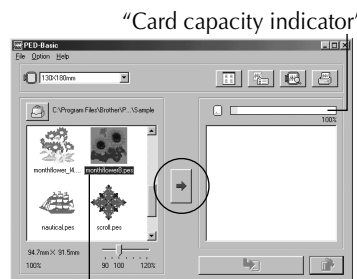 "Card capacity indicator"
PED-Basic
File Option Help
130X180mm
C:\Program Files\Brother\P...\Sample
100%
monthflower_l4....
monthflower8.pes
nautical.pes
scroll.pes
94.7mm X 91.5mm
100%
90 100 120%